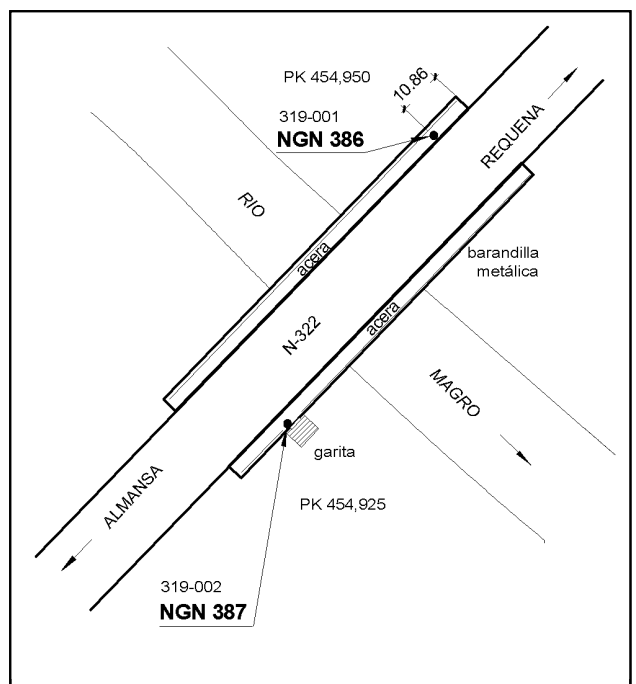 PK 454,950
10.86
319-001
NGN 386
REQUENA
RIO
acera
barandilla
metálica
acera
N-322
MAGRO
garita
ALMANSA
PK 454,925
319-002
NGN 387